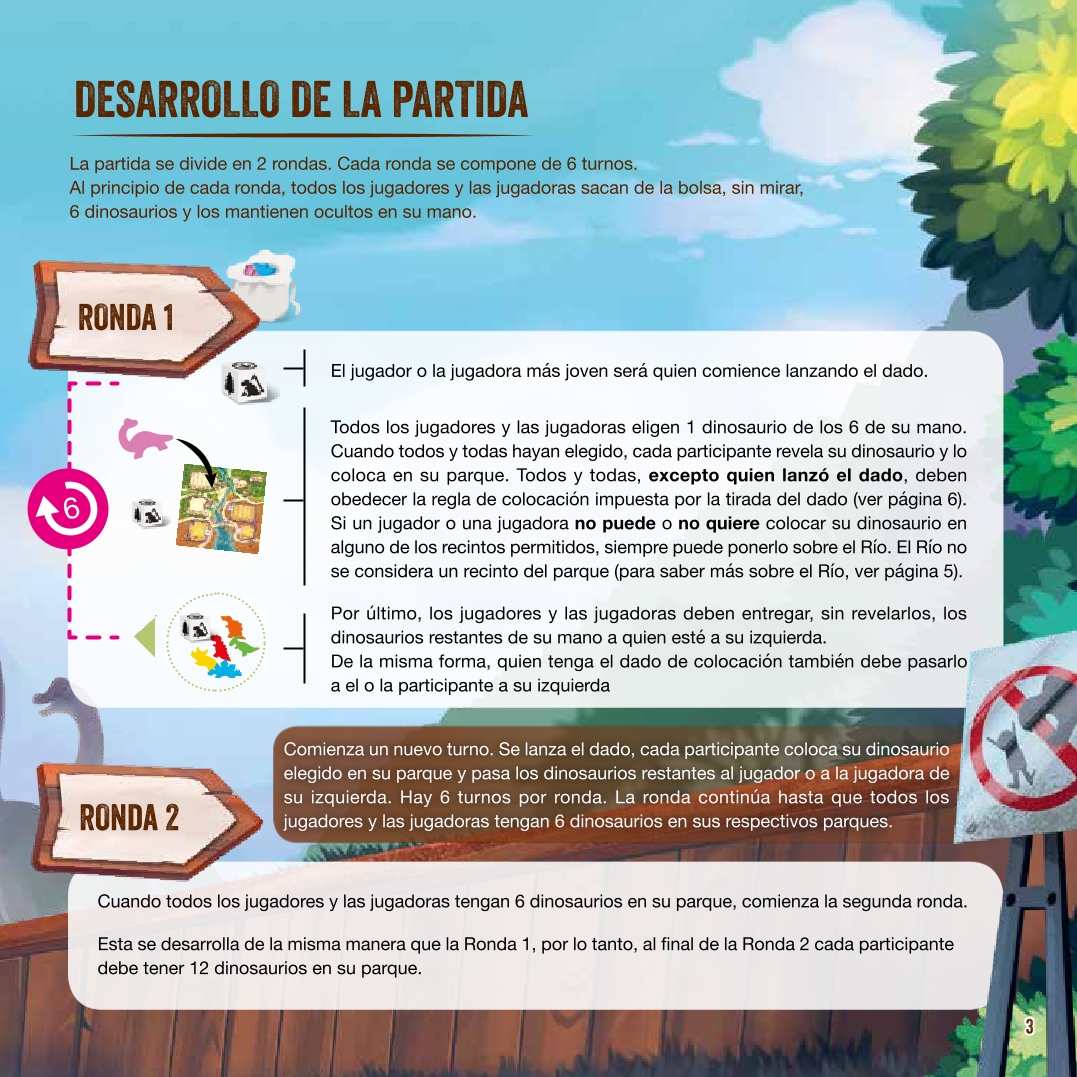 DESARROLLO DE LA PARTIDA
La partida se divide en 2 rondas. Cada ronda se compone de 6 turnos.
Al principio de cada ronda, todos los jugadores y las jugadoras sacan de la bolsa, sin mirar,
6 dinosaurios y los mantienen ocultos en su mano.
RONDA 1
El jugador o la jugadora más joven será quien comience lanzando el dado.
6
Todos los jugadores y las jugadoras eligen 1 dinosaurio de los 6 de su mano.
Cuando todos y todas hayan elegido, cada participante revela su dinosaurio y lo
coloca en su parque. Todos y todas, excepto quien lanzó el dado, deben
obedecer la regla de colocación impuesta por la tirada del dado (ver página 6).
Si un jugador o una jugadora no puede o no quiere colocar su dinosaurio en
alguno de los recintos permitidos, siempre puede ponerlo sobre el Río. El Río no
se considera un recinto del parque (para saber más sobre el Río, ver página 5).
Por último, los jugadores y las jugadoras deben entregar, sin revelarlos, los
dinosaurios restantes de su mano a quien esté a su izquierda.
De la misma forma, quien tenga el dado de colocación también debe pasarlo
a el o la participante a su izquierda
Comienza un nuevo turno. Se lanza el dado, cada participante coloca su dinosaurio
elegido en su parque y pasa los dinosaurios restantes al jugador o a la jugadora de
su izquierda. Hay 6 turnos por ronda. La ronda continúa hasta que todos los
jugadores y las jugadoras tengan 6 dinosaurios en sus respectivos parques.
RONDA 2
Cuando todos los jugadores y las jugadoras tengan 6 dinosaurios en su parque, comienza la segunda ronda.
Esta se desarrolla de la misma manera que la Ronda 1, por lo tanto, al final de la Ronda 2 cada participante
debe tener 12 dinosaurios en su parque.
3